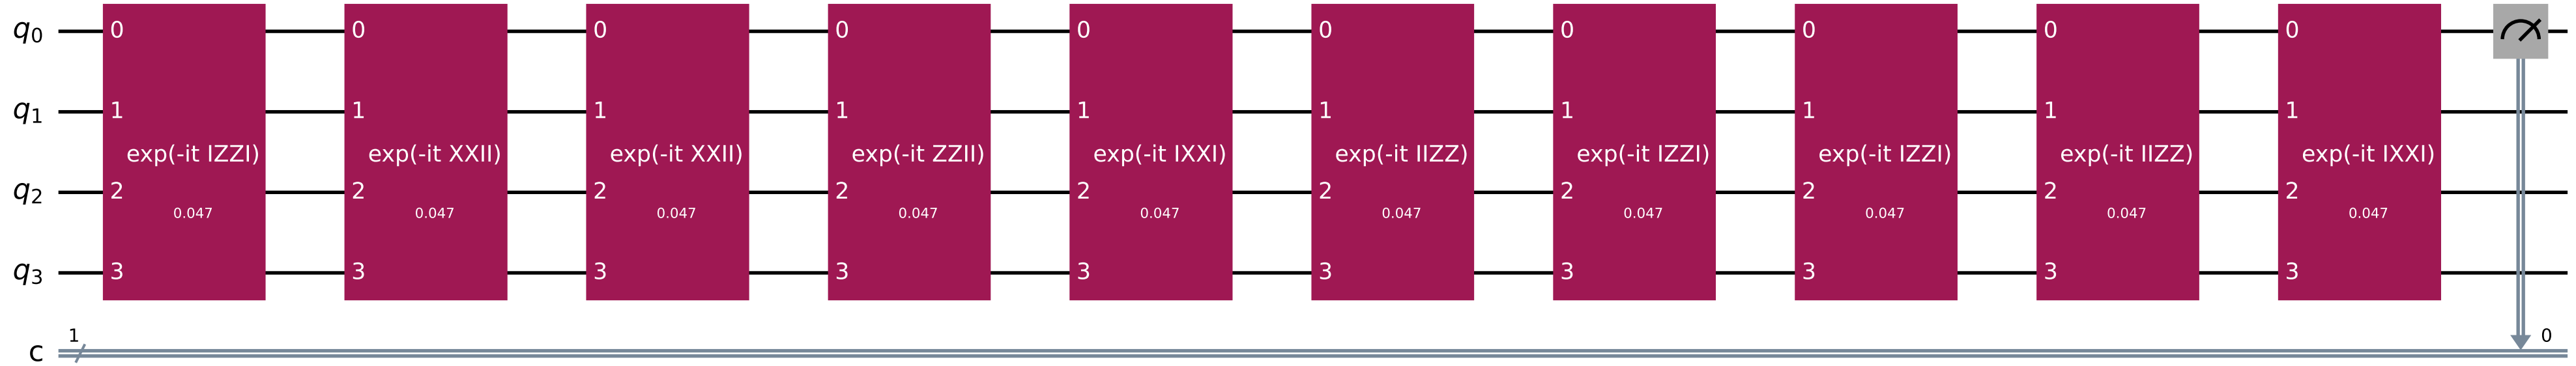 q0 0 0 0 0 0 0 0 0 0 0
q1 1 1 1 1 1 1 1 1 1 1
exp(-it IZZI) exp(-it XXII) exp(-it XXII) exp(-it ZZII) exp(-it IXXI) exp(-it IIZZ) exp(-it IZZI) exp(-it IZZI) exp(-it IIZZ) exp(-it IXXI)
q2 2 2 2 2 2 2 2 2 2 2
0.047 0.047 0.047 0.047 0.047 0.047 0.047 0.047 0.047 0.047
q3 3 3 3 3 3 3 3 3 3 3
1 0
c